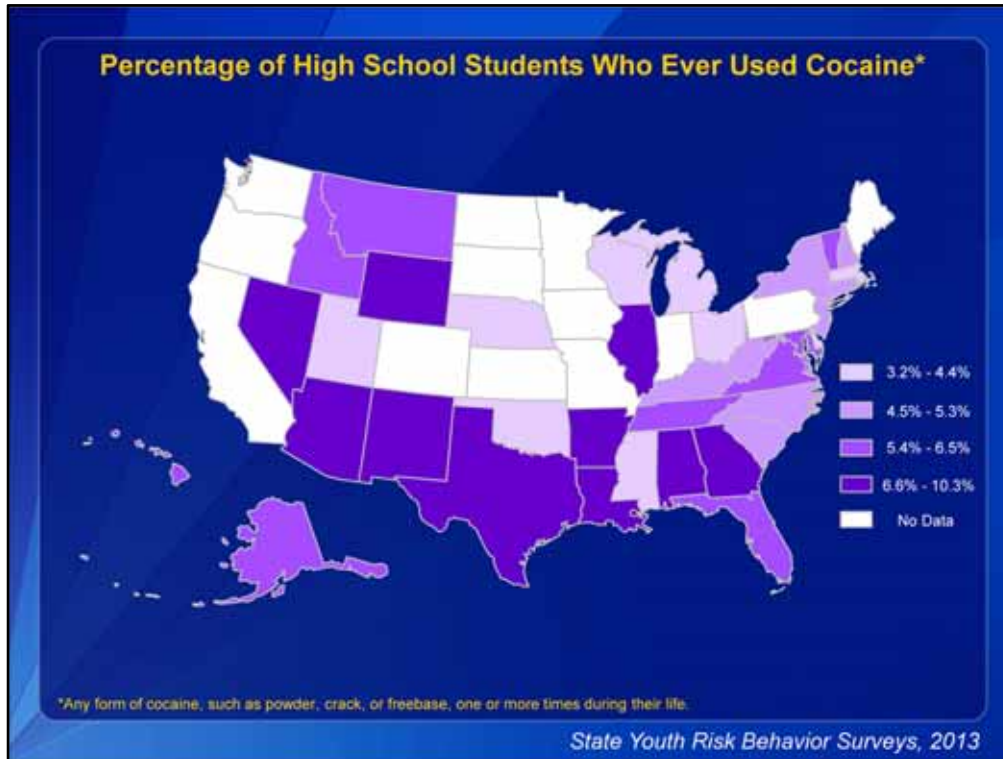 Percentage of High School Students Who Ever Used Cocaine*
3.2% - 4.4%
4.5% - 5.3%
5.4% - 6.5%
6.6% - 10.3%
No Data
*Any form of cocaine, such as powder, crack, or freebase, one or more times during their life.
State Youth Risk Behavior Surveys, 2013